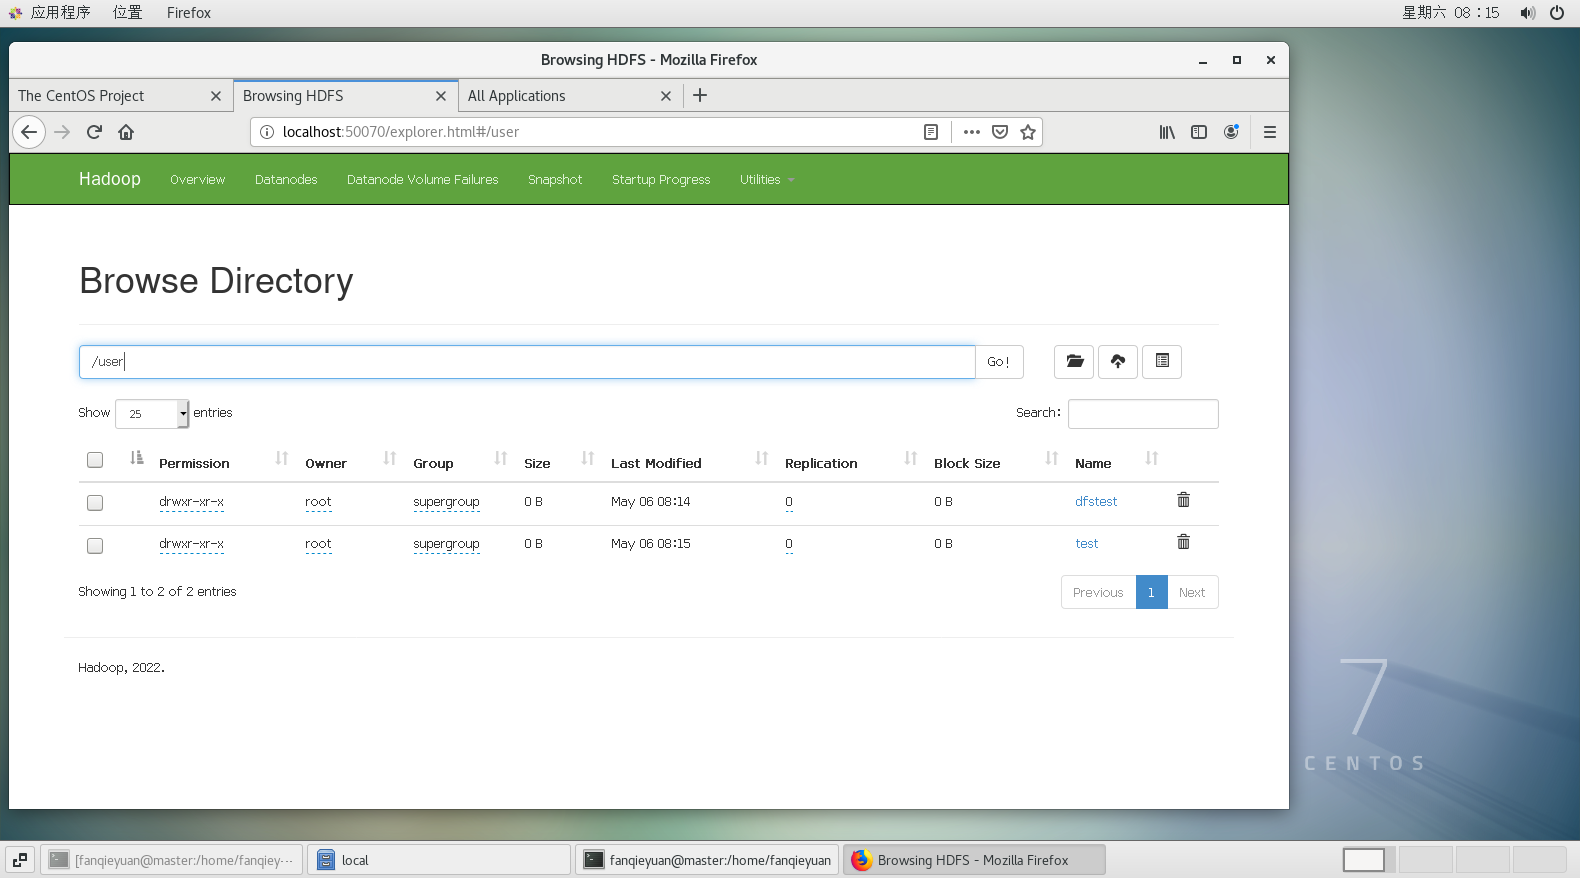 应用程序 位置 Firefox 星期六 08：15
Browsing HDFS - Mozilla Firefox
The CentOS Project Browsing HDFS All Applications
localhost:50070/explorer.html#/user
Hadoop Overview Datanodes Datanode Volume Failures Snapshot Startup Progress Utilities
Browse Directory
/user Go!
Show 25 entries Search:
Permission Owner Group Size Last Modified Replication Block Size Name
drwxr-xr-x root supergroup 0 B May 06 08:14 0 0 B dfstest
drwxr-xr-x root supergroup 0 B May 06 08:15 0 0 B test
Showing 1 to 2 of 2 entries Previous 1 Next
Hadoop, 2022.
7
CENTOS
[fanqieyuan@master:/home/fanqiey··· local fanqieyuan@master:/home/fanqieyuan Browsing HDFS - Mozilla Firefox